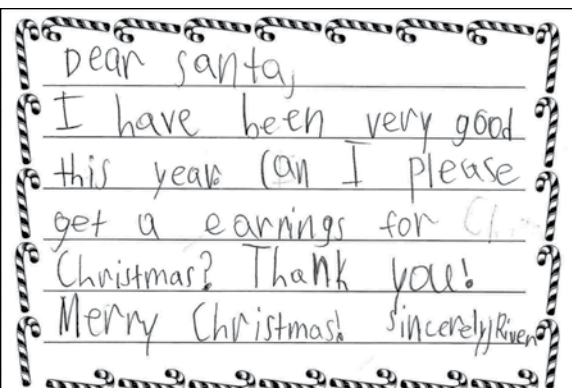 Dear santa,
I have been very good
this year. Can I please
get a earrings for
Christmas? Thank you!
Merry Christmas! Sincerely, River